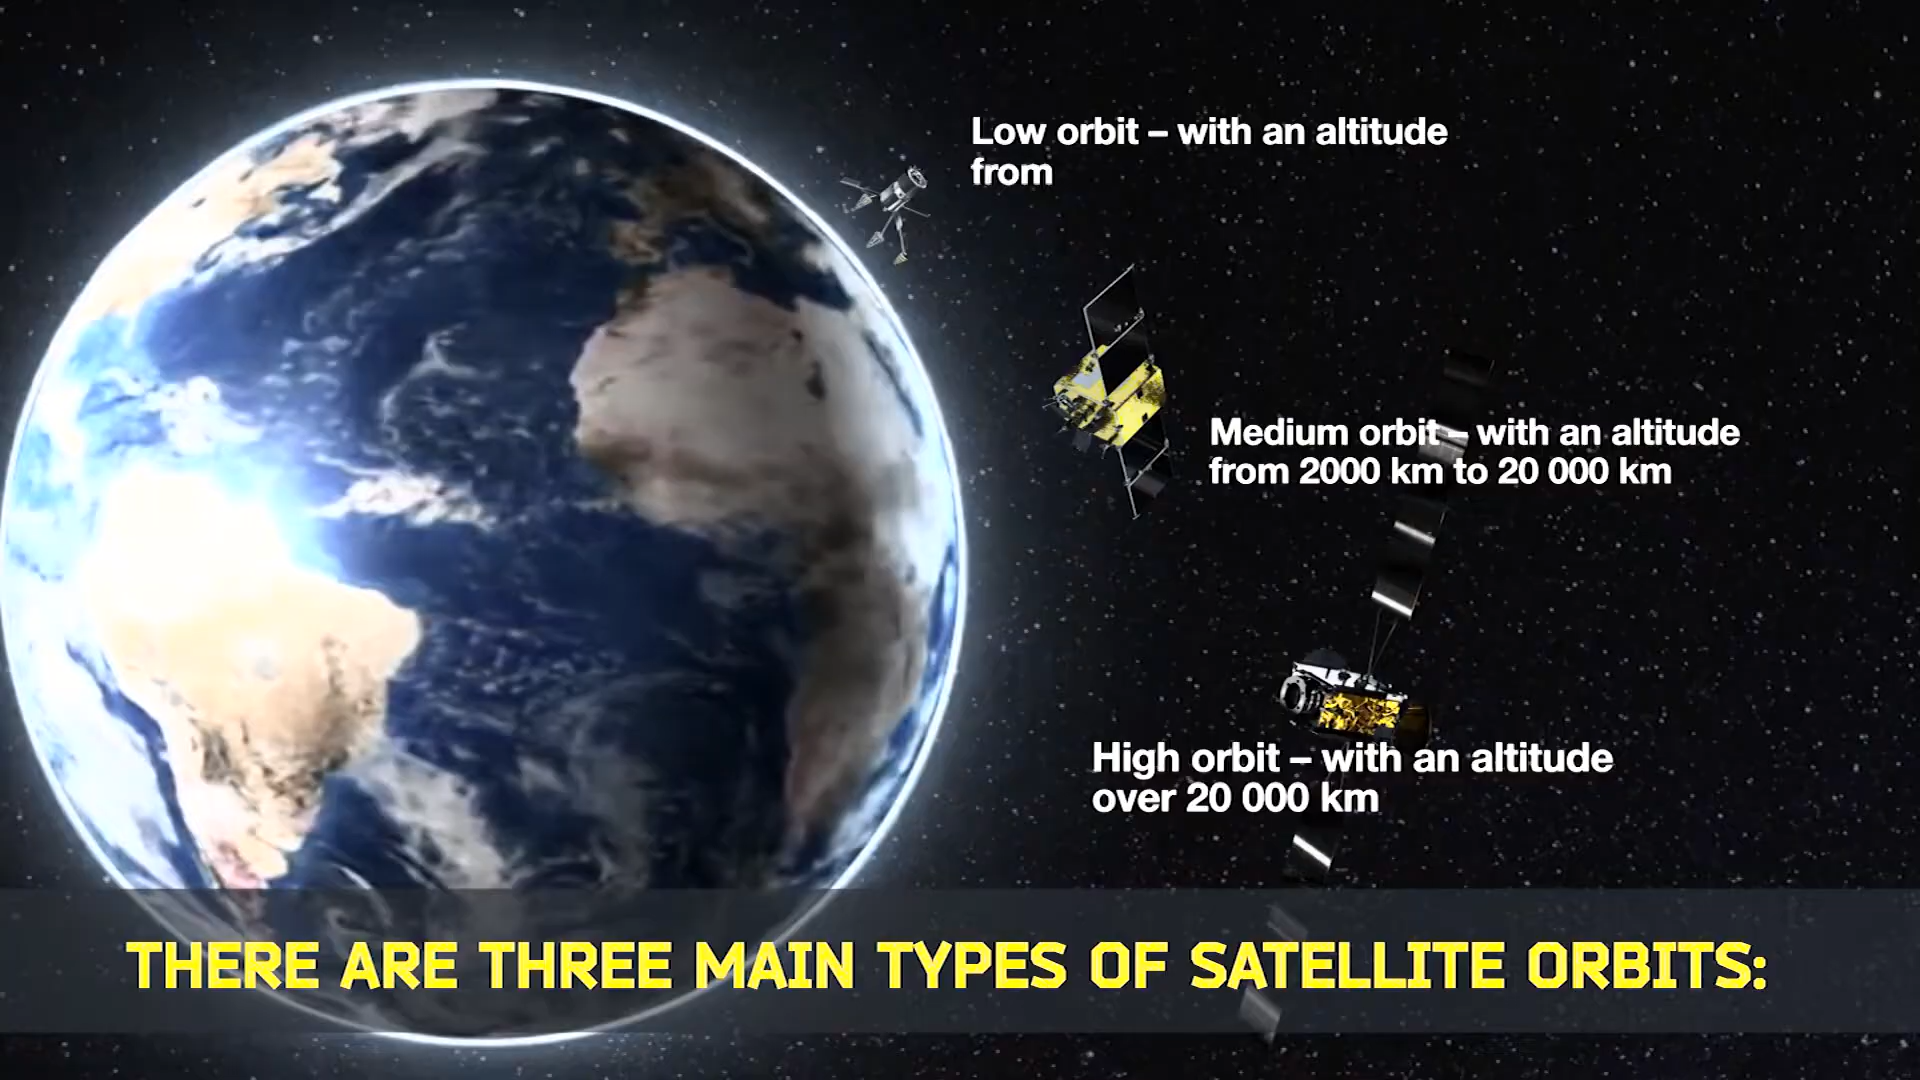 Low orbit – with an altitude
from
Medium orbit – with an altitude
from 2000 km to 20 000 km
High orbit – with an altitude
over 20 000 km
THERE ARE THREE MAIN TYPES OF SATELLITE ORBITS: